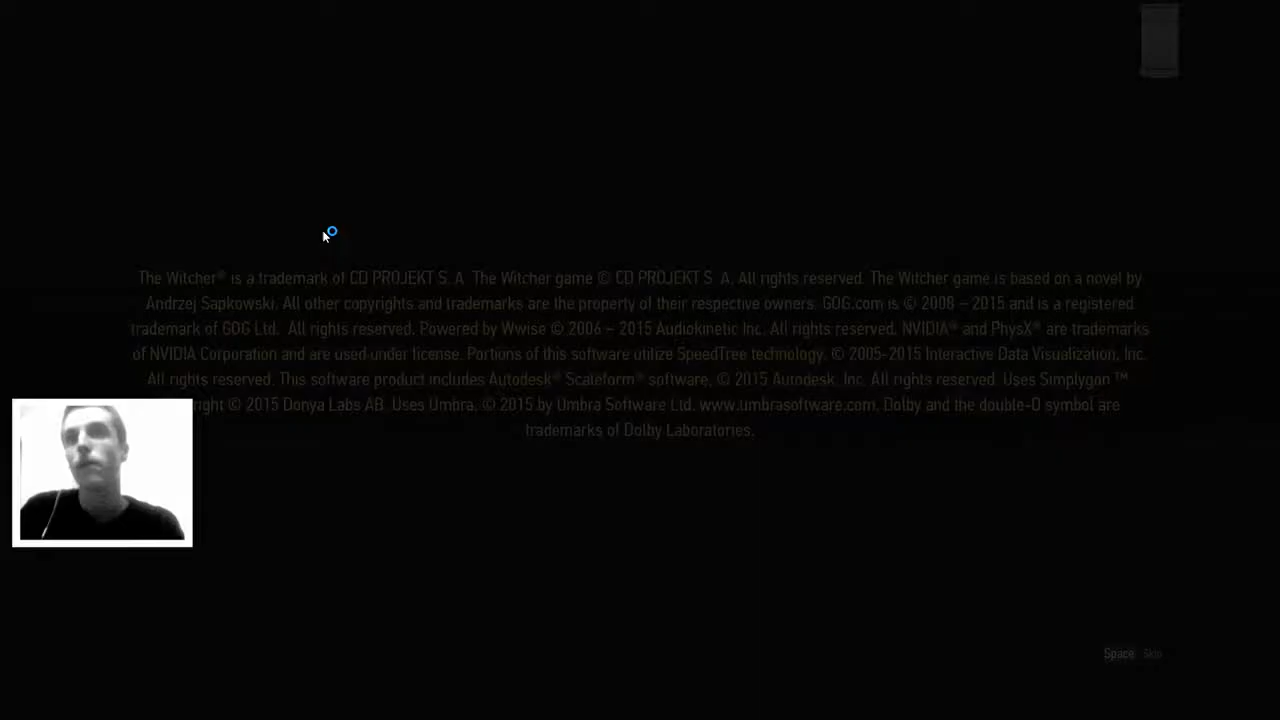 The Witcher® is a trademark of CD PROJEKT S. A. The Witcher game © CD PROJEKT S. A. All rights reserved. The Witcher game is based on a novel by
Andrzej Sapkowski. All other copyrights and trademarks are the property of their respective owners. GOG.com is © 2008 – 2015 and is a registered
trademark of GOG Ltd. All rights reserved. Powered by Wwise © 2006 – 2015 Audiokinetic Inc. All rights reserved. NVIDIA® and PhysX® are trademarks
of NVIDIA Corporation and are used under license. Portions of this software utilize SpeedTree technology. © 2005-2015 Interactive Data Visualization, Inc.
All rights reserved. This software product includes Autodesk® Scaleform® software, © 2015 Autodesk, Inc. All rights reserved. Uses Simplygon ™
right © 2015 Donya Labs AB. Uses Umbra. © 2015 by Umbra Software Ltd. www.umbrasoftware.com. Dolby and the double-D symbol are
trademarks of Dolby Laboratories.
Space Skip